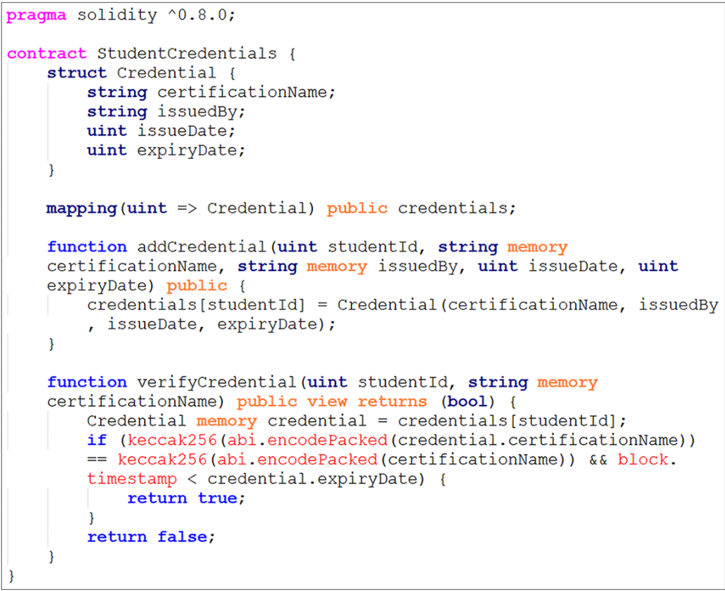 pragma solidity ^0.8.0;
contract StudentCredentials {
struct Credential {
string certificationName;
string issuedBy;
uint issueDate;
uint expiryDate;
}
mapping(uint => Credential) public credentials;
function addCredential(uint studentId, string memory
certificationName, string memory issuedBy, uint issueDate, uint
expiryDate) public {
credentials[studentId] = Credential(certificationName, issuedBy
, issueDate, expiryDate);
}
function verifyCredential(uint studentId, string memory
certificationName) public view returns (bool) {
Credential memory credential = credentials[studentId];
if (keccak256(abi.encodePacked(credential.certificationName))
== keccak256(abi.encodePacked(certificationName)) && block.
timestamp < credential.expiryDate) {
return true;
}
return false;
}
}